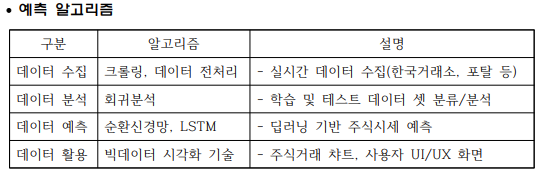 • 예측 알고리즘
구분 알고리즘 설명
데이터 수집 크롤링, 데이터 전처리 - 실시간 데이터 수집(한국거래소, 포탈 등)
데이터 분석 회귀분석 - 학습 및 테스트 데이터 셋 분류/분석
데이터 예측 순환신경망, LSTM - 딥러닝 기반 주식시세 예측
데이터 활용 빅데이터 시각화 기술 - 주식거래 챠트, 사용자 UI/UX 화면